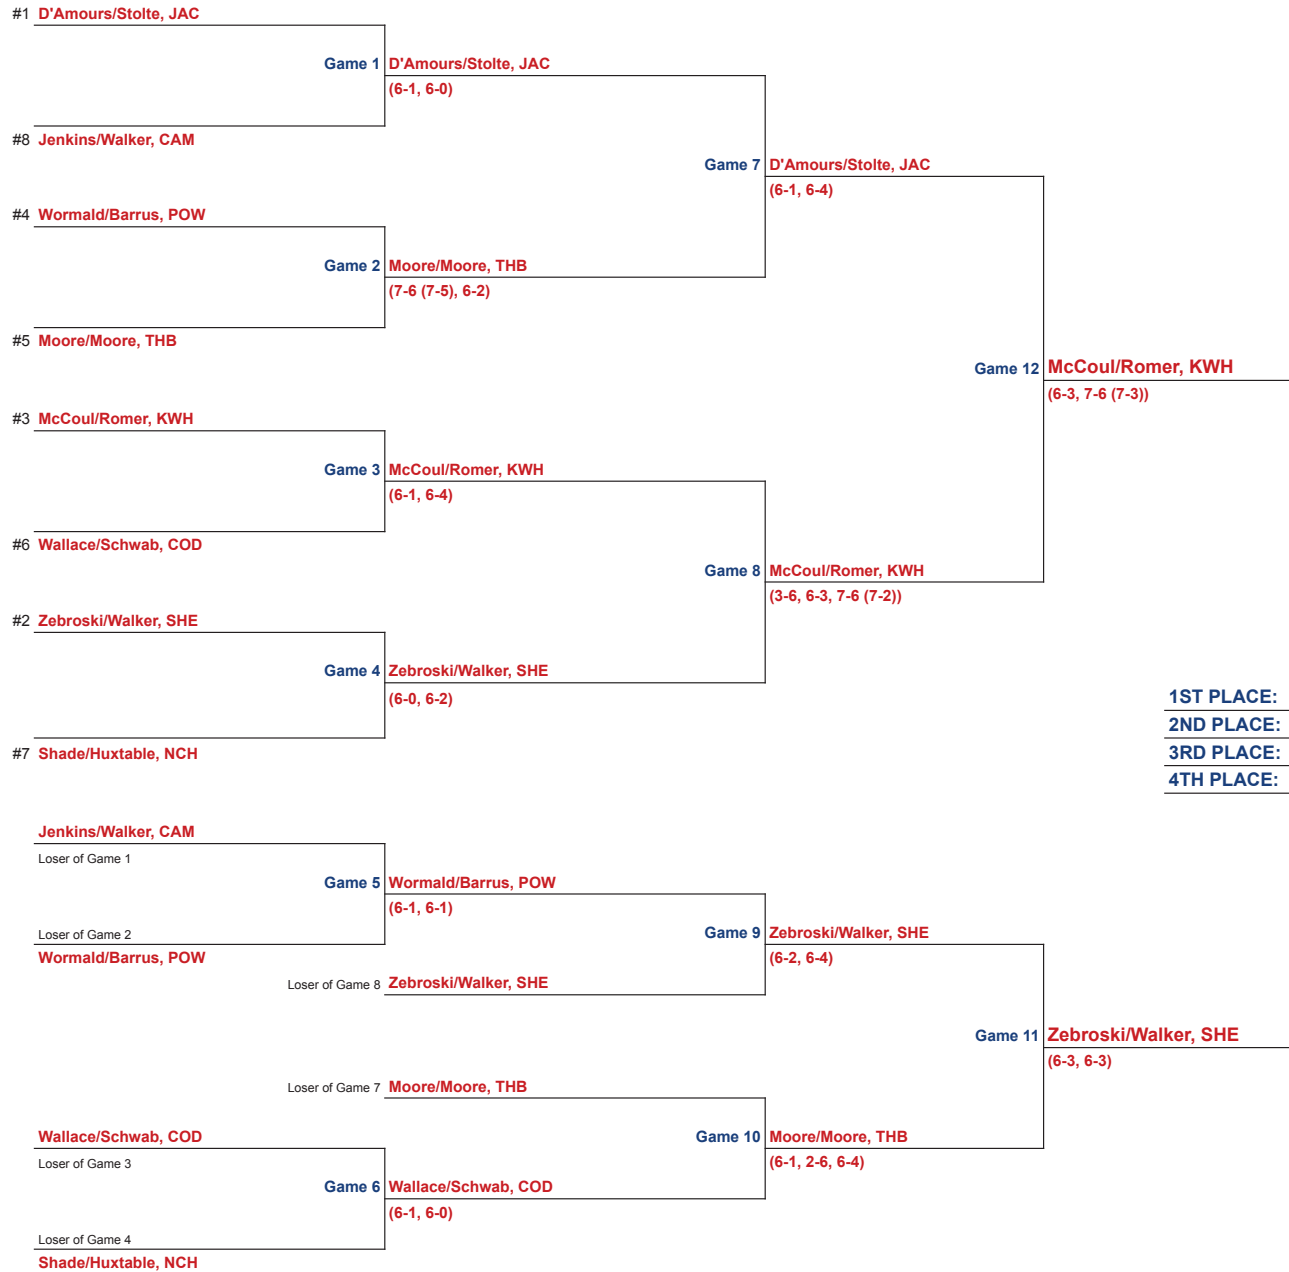 #1 D'Amours/Stolte, JAC
Game 1 D'Amours/Stolte, JAC
(6-1, 6-0)
#8 Jenkins/Walker, CAM
Game 7 D'Amours/Stolte, JAC
(6-1, 6-4)
#4 Wormald/Barrus, POW
Game 2 Moore/Moore, THB
(7-6 (7-5), 6-2)
#5 Moore/Moore, THB
Game 12 McCoul/Romer, KWH
(6-3, 7-6 (7-3))
#3 McCoul/Romer, KWH
Game 3 McCoul/Romer, KWH
(6-1, 6-4)
#6 Wallace/Schwab, COD
Game 8 McCoul/Romer, KWH
(3-6, 6-3, 7-6 (7-2))
#2 Zebroski/Walker, SHE
Game 4 Zebroski/Walker, SHE
(6-0, 6-2)
#7 Shade/Huxtable, NCH
1ST PLACE:
2ND PLACE:
3RD PLACE:
4TH PLACE:
Jenkins/Walker, CAM
Loser of Game 1
Game 5 Wormald/Barrus, POW
(6-1, 6-1)
Loser of Game 2
Wormald/Barrus, POW
Game 9 Zebroski/Walker, SHE
(6-2, 6-4)
Loser of Game 8 Zebroski/Walker, SHE
Game 11 Zebroski/Walker, SHE
(6-3, 6-3)
Loser of Game 7 Moore/Moore, THB
Game 10 Moore/Moore, THB
(6-1, 2-6, 6-4)
Wallace/Schwab, COD
Loser of Game 3
Game 6 Wallace/Schwab, COD
(6-1, 6-0)
Loser of Game 4
Shade/Huxtable, NCH